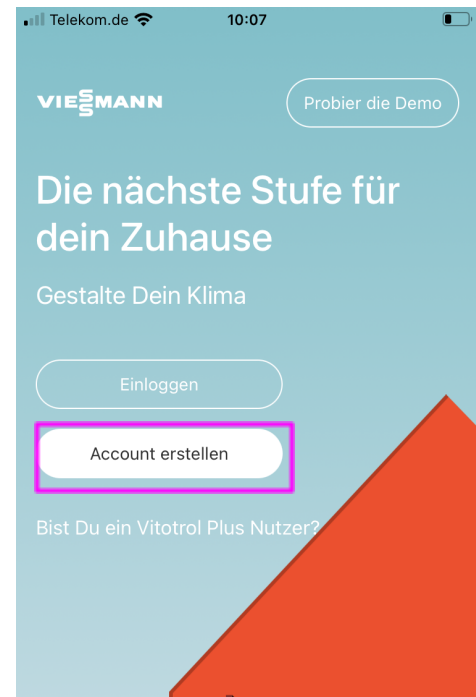 Telekom.de 10:07
VIESSMANN
Probier die Demo
Die nächste Stufe für
dein Zuhause
Gestalte Dein Klima
Einloggen
Account erstellen
Bist Du ein Vitotrol Plus Nutzer?